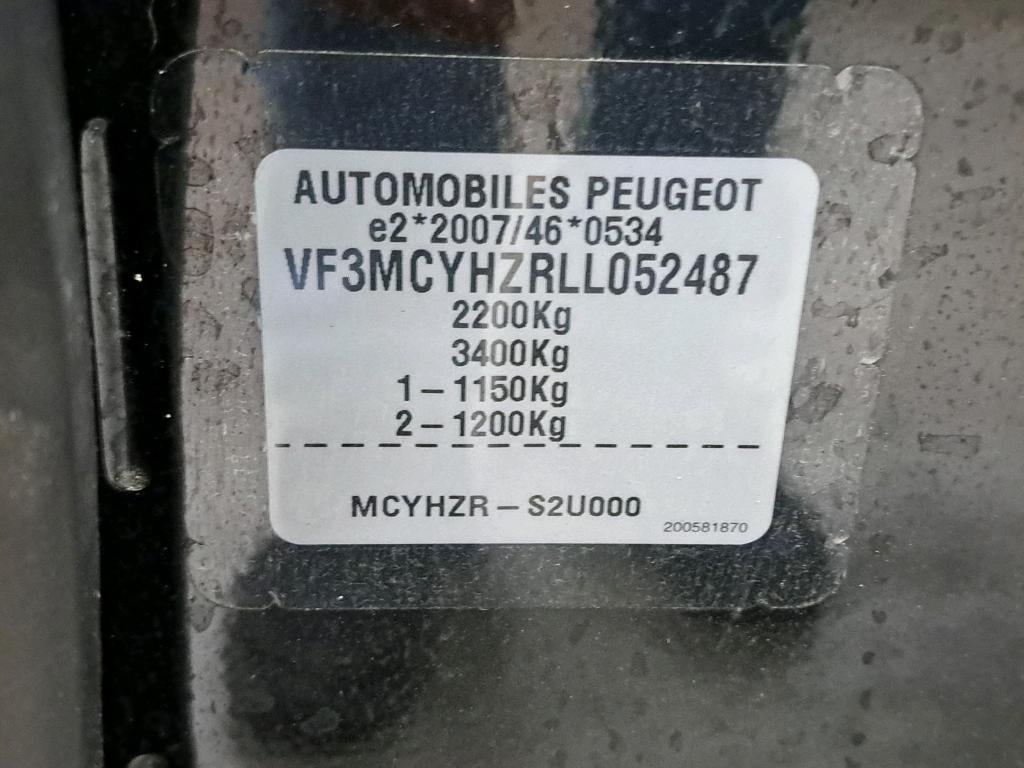 AUTOMOBILES PEUGEOT
e2*2007/46*0534
VF3MCYHZRLL052487
2200Kg
3400Kg
1-1150Kg
2-1200Kg
MCYHZR-S2U000
200581870